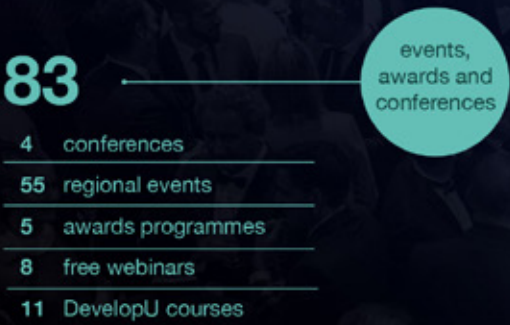 83
events,
awards and
conferences
4 conferences
55 regional events
5 awards programmes
8 free webinars
11 DevelopU courses